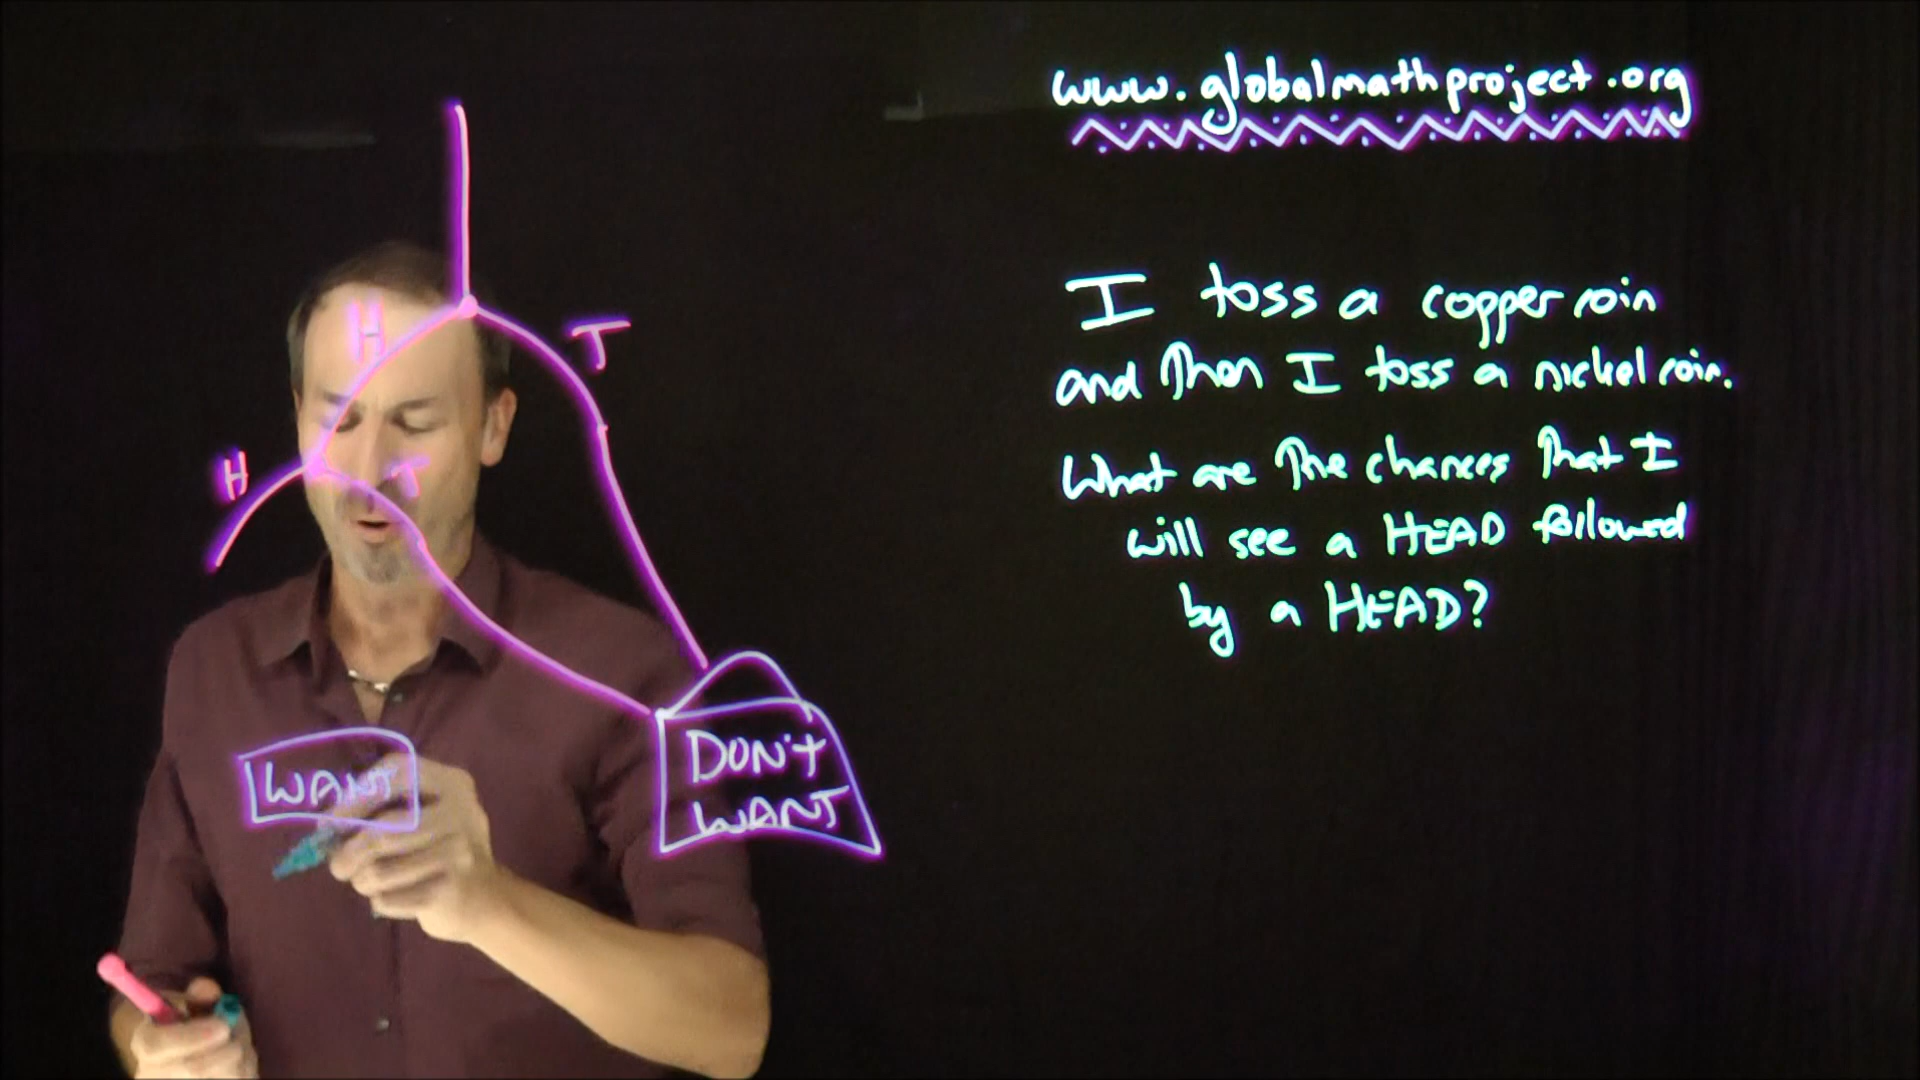 www.globalmathproject.org
H
T
H
T
WANT
DON'T
WANT
I toss a copper coin
and then I toss a nickel coin.
What are the chances that I
will see a HEAD followed
by a HEAD?